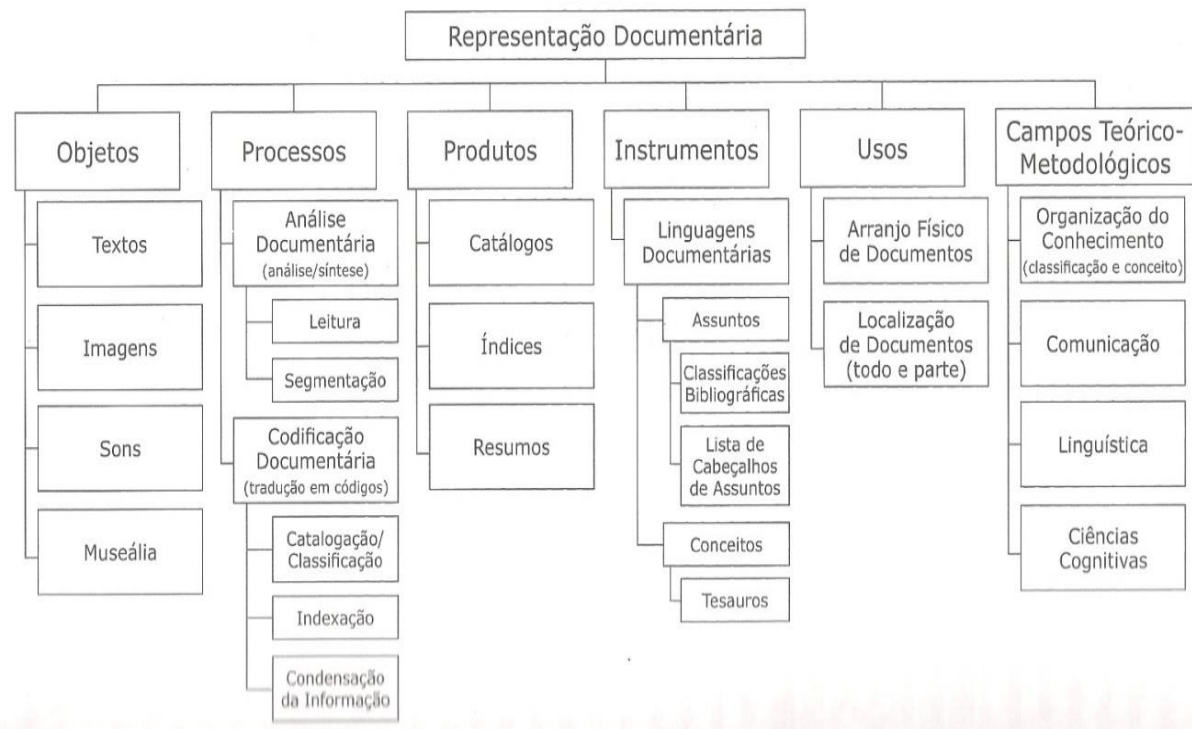 Representação Documentária
Objetos
Textos
Imagens
Sons
Museália
Processos
Análise
Documentária
(análise/síntese)
Leitura
Segmentação
Codificação
Documentária
(tradução em códigos)
Catalogação/
Classificação
Indexação
Condensação
da Informação
Produtos
Catálogos
Índices
Resumos
Instrumentos
Linguagens
Documentárias
Assuntos
Classificações
Bibliográficas
Lista de
Cabeçalhos
de Assuntos
Conceitos
Tesauros
Usos
Arranjo Físico
de Documentos
Localização
de Documentos
(todo e parte)
Campos Teórico-
Metodológicos
Organização do
Conhecimento
(classificação e conceito)
Comunicação
Linguística
Ciências
Cognitivas